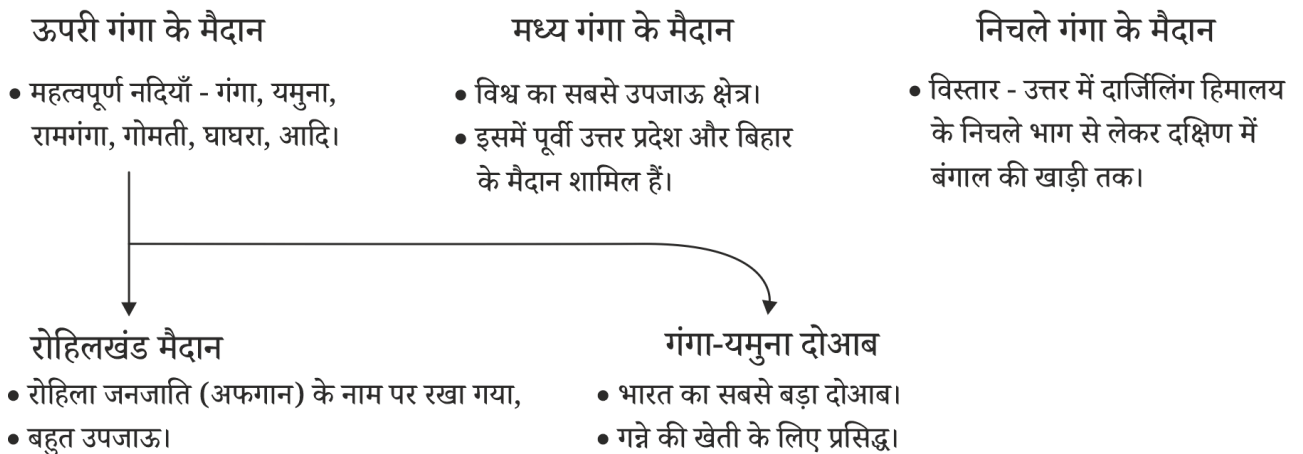 ऊपरी गंगा के मैदान
• महत्वपूर्ण नदियाँ - गंगा, यमुना,
रामगंगा, गोमती, घाघरा, आदि।
मध्य गंगा के मैदान
• विश्व का सबसे उपजाऊ क्षेत्र।
• इसमें पूर्वी उत्तर प्रदेश और बिहार
के मैदान शामिल हैं।
निचले गंगा के मैदान
• विस्तार - उत्तर में दार्जिलिंग हिमालय
के निचले भाग से लेकर दक्षिण में
बंगाल की खाड़ी तक।
रोहिलखंड मैदान
• रोहिला जनजाति (अफगान) के नाम पर रखा गया,
• बहुत उपजाऊ।
गंगा-यमुना दोआब
• भारत का सबसे बड़ा दोआब।
• गन्ने की खेती के लिए प्रसिद्ध।